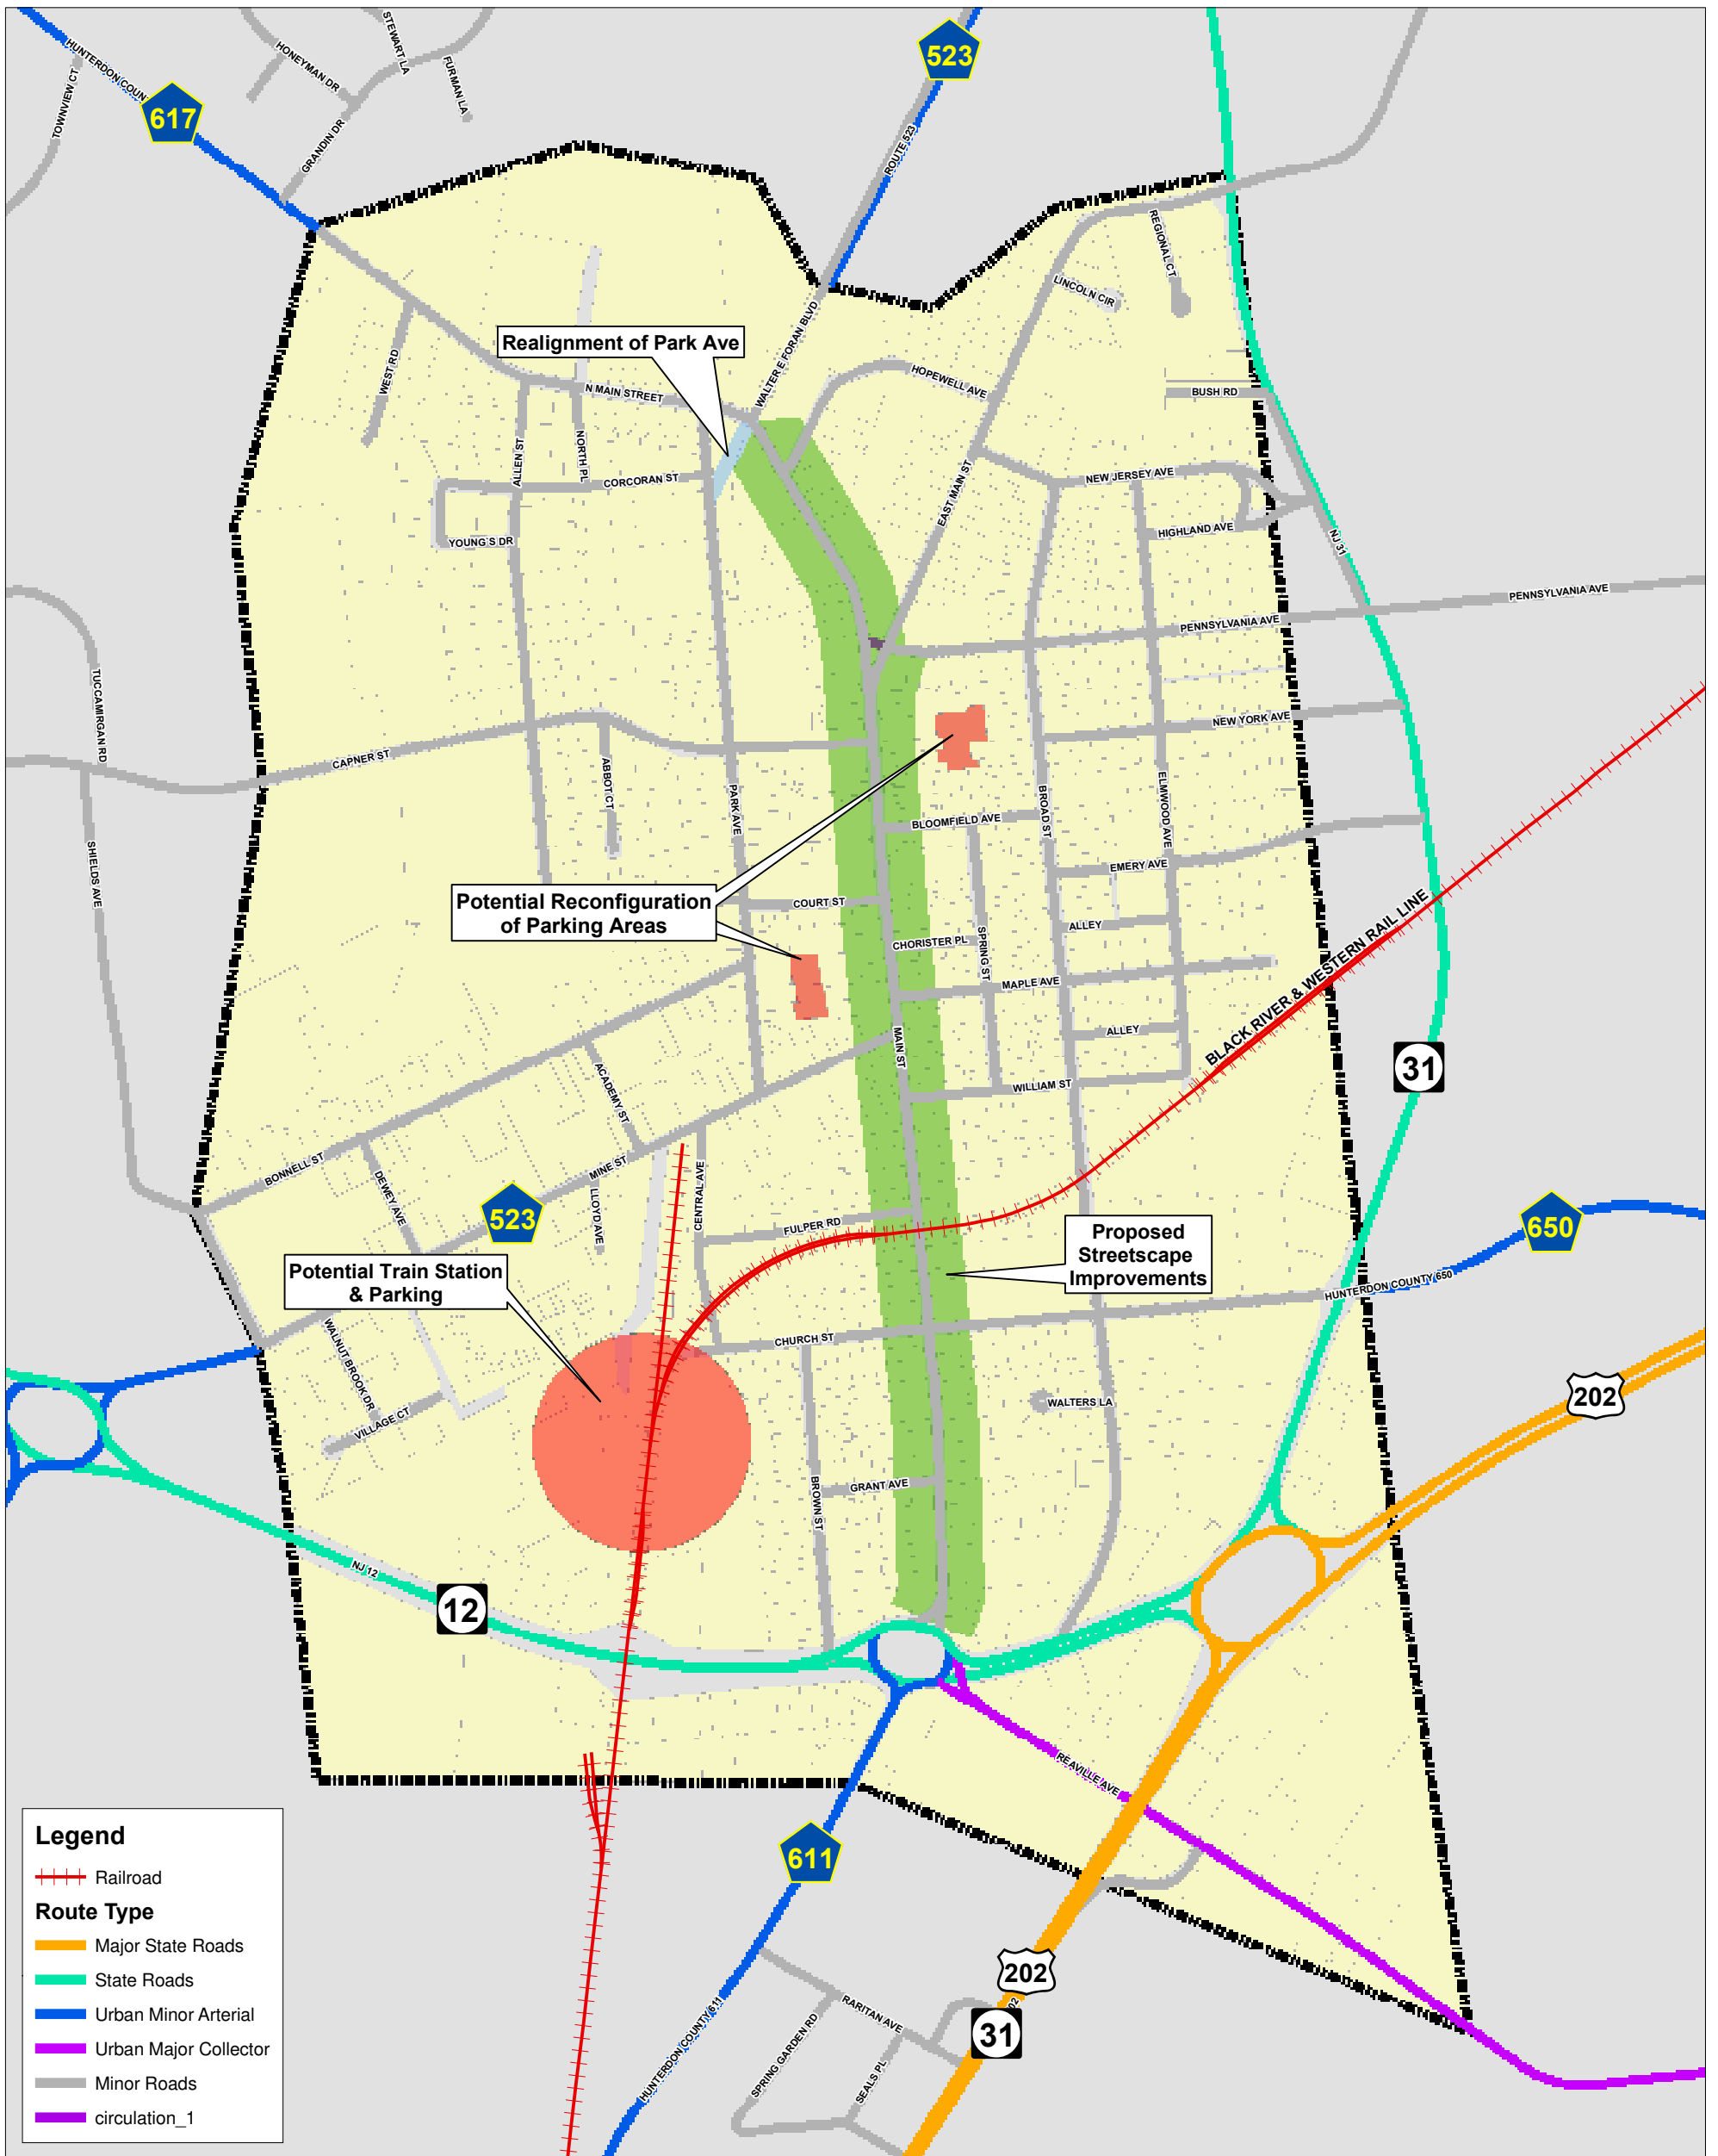 STEWART LA
HONEYMAN DR
HUNTERDON COUN
TOWNVIEW CT
FURMAN LA
523
617
GRANDIN DR
ROUTE 523
REGIONAL CT
LINCOLN CIR
WALTER E FORAN BLVD
Realignment of Park Ave
WEST RD
N MAIN STREET
HOPEWELL AVE
BUSH RD
ALLEN ST
NORTH PL
CORCORAN ST
NEW JERSEY AVE
EAST MAIN ST
HIGHLAND AVE
YOUNG'S DR
NJ 31
PENNSYLVANIA AVE
PENNSYLVANIA AVE
TUCCAMIRGAN RD
NEW YORK AVE
CAPNER ST
ABBOT CT
PARK AVE
BROAD ST
ELMWOOD AVE
BLOOMFIELD AVE
SHIELDS AVE
EMERY AVE
Potential Reconfiguration
of Parking Areas
COURT ST
ALLEY
CHORISTER PL
SPRING ST
BLACK RIVER & WESTERN RAIL LINE
MAPLE AVE
MAIN ST
ALLEY
31
ACADEMY ST
WILLIAM ST
BONNELL ST
MINE ST
DEWEY AVE
CENTRAL AVE
LLOYD AVE
523
FULPER RD
650
Proposed
Streetscape
Improvements
Potential Train Station
& Parking
HUNTERDON COUNTY 650
WALNUT BROOK DR
CHURCH ST
202
WALTERS LA
VILLAGE CT
BROWN ST
GRANT AVE
NJ 12
12
REAVILLE AVE
611
202
02
31
RARITAN AVE
HUNTERDON COUNTY 611
SPRING GARDEN RD
SEALS PL
Legend
Railroad
Route Type
Major State Roads
State Roads
Urban Minor Arterial
Urban Major Collector
Minor Roads
circulation_1